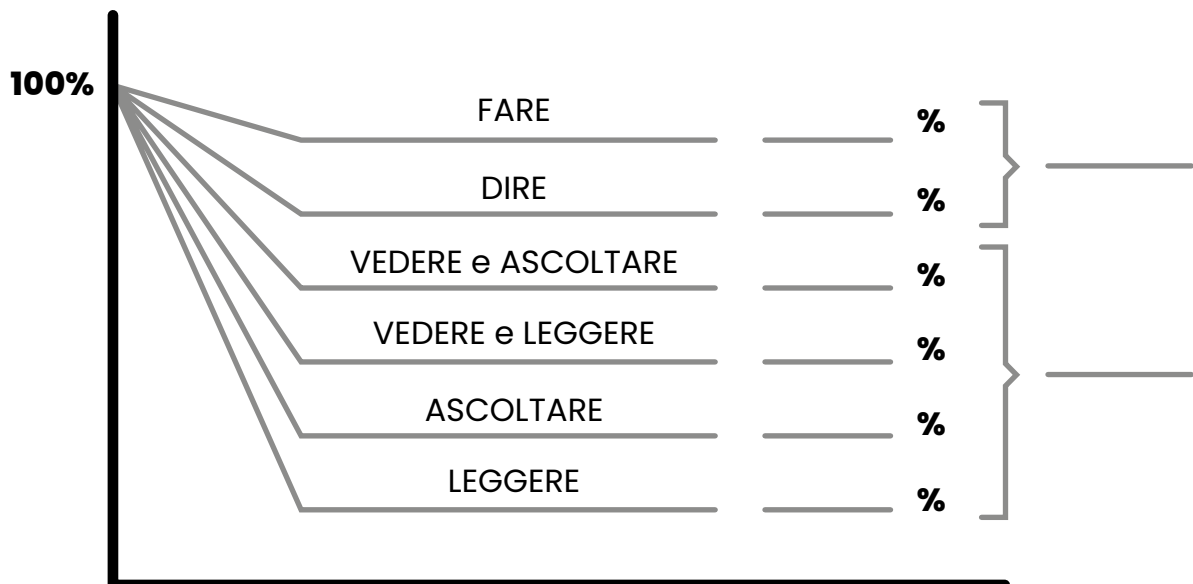 100%
FARE %
DIRE %
VEDERE e ASCOLTARE %
VEDERE e LEGGERE %
ASCOLTARE %
LEGGERE %